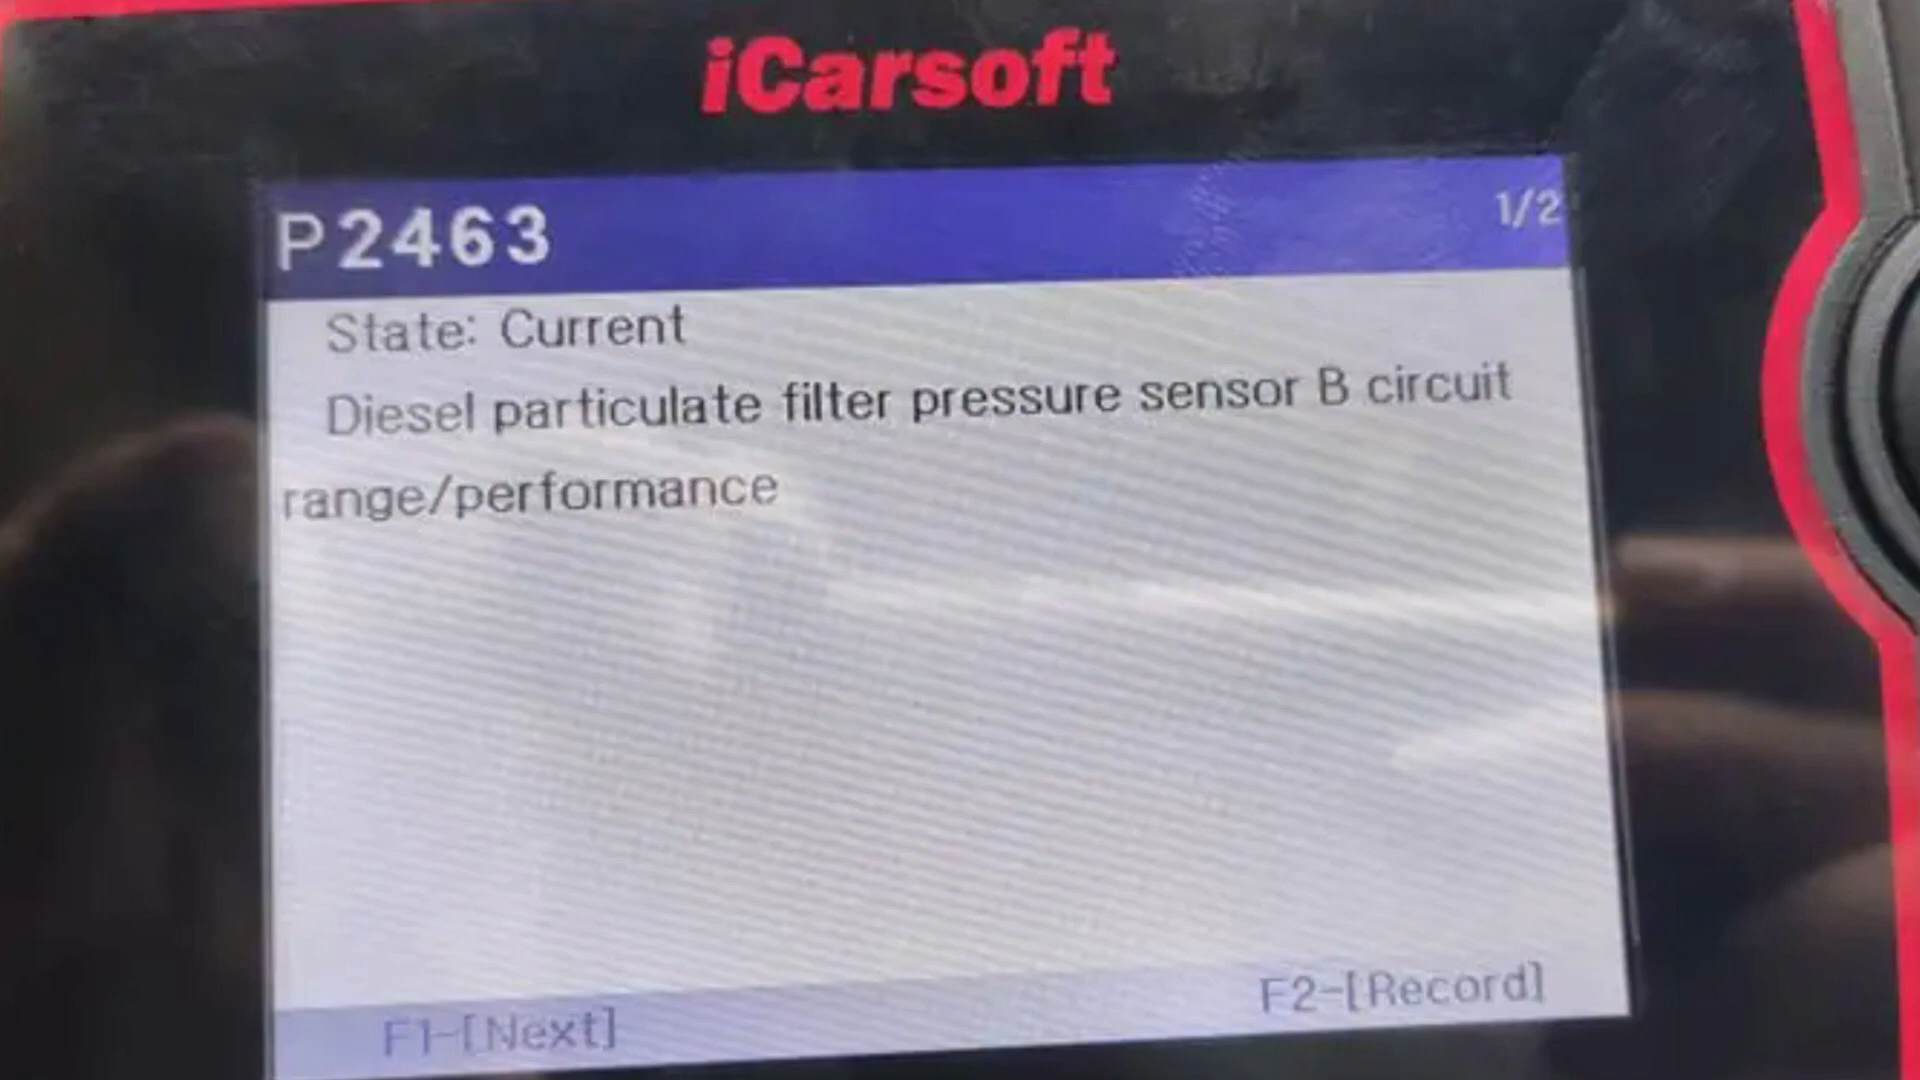 iCarsoft
P2463
1/2
State: Current
Diesel particulate filter pressure sensor B circuit
range/performance
F1-[Next]
F2-[Record]